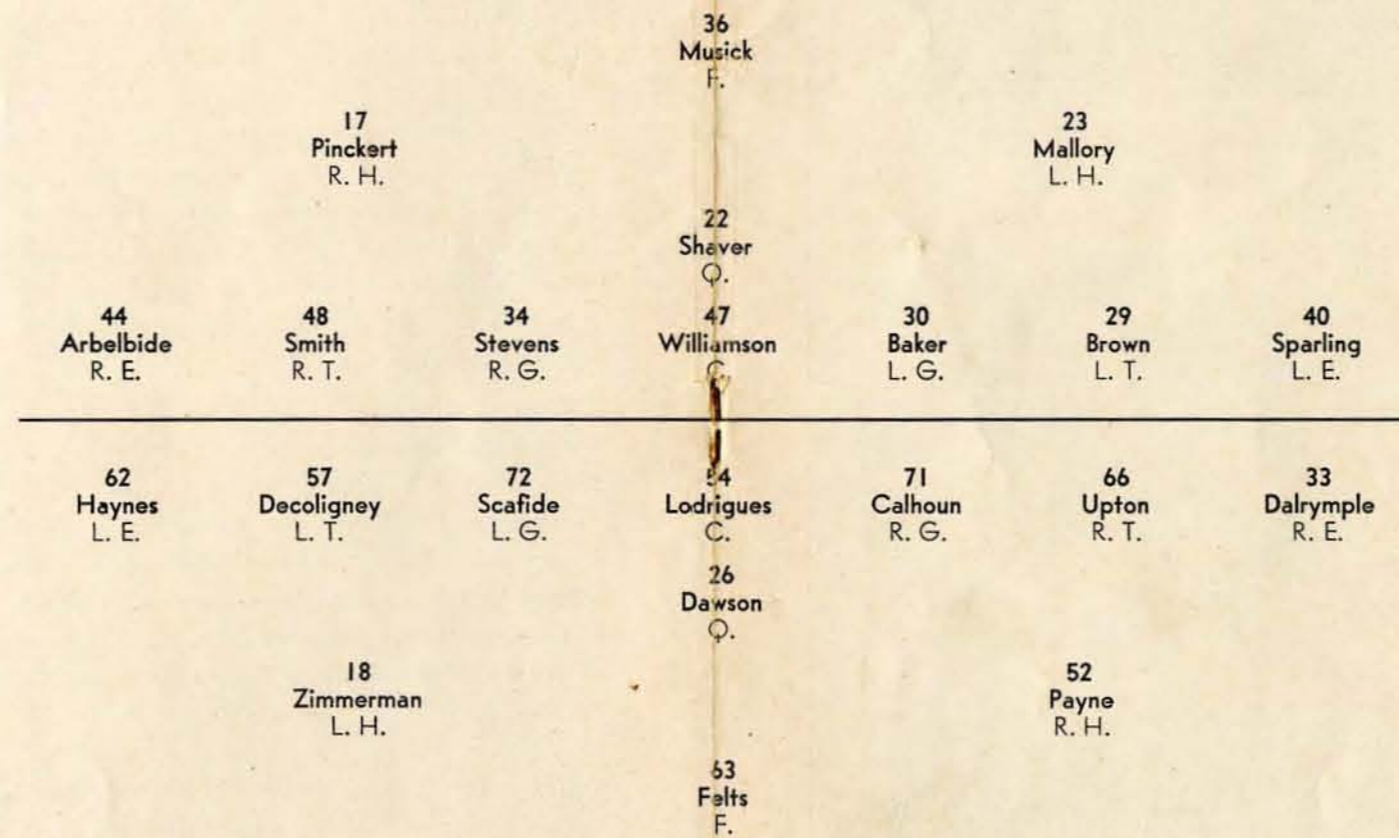 36
Musick
F.
17
Pinckert
R. H.
23
Mallory
L. H.
22
Shaver
Q.
44 48 34 47 30 29 40
Arbelbide Smith Stevens Williamson Baker Brown Sparling
R. E. R. T. R. G. C. L. G. L. T. L. E.
62 57 72 54 71 66 33
Haynes Decoligney Scafide Lodrigues Calhoun Upton Dalrymple
L. E. L. T. L. G. C. R. G. R. T. R. E.
26
Dawson
Q.
18
Zimmerman
L. H.
52
Payne
R. H.
63
Felts
F.